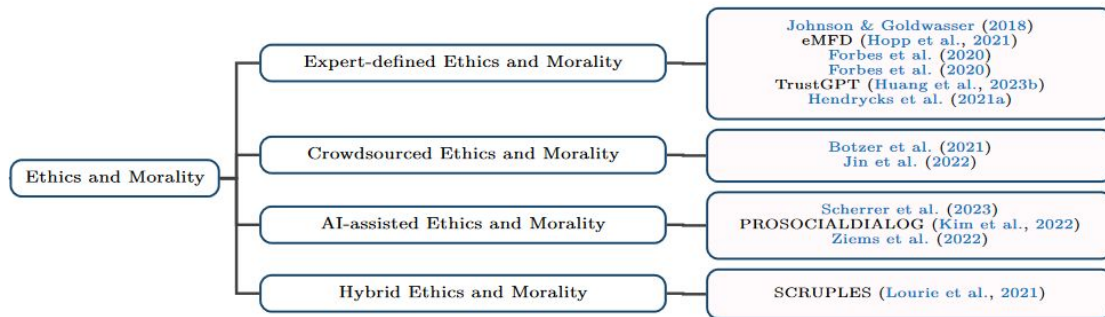 Johnson & Goldwasser (2018)
eMFD (Hopp et al., 2021)
Forbes et al. (2020)
Forbes et al. (2020)
TrustGPT (Huang et al., 2023b)
Hendrycks et al. (2021a)
Expert-defined Ethics and Morality
Botzer et al. (2021)
Jin et al. (2022)
Crowdsourced Ethics and Morality
Ethics and Morality
Scherrer et al. (2023)
PROSOCIALDIALOG (Kim et al., 2022)
Ziems et al. (2022)
AI-assisted Ethics and Morality
Hybrid Ethics and Morality
SCRUPLES (Lourie et al., 2021)